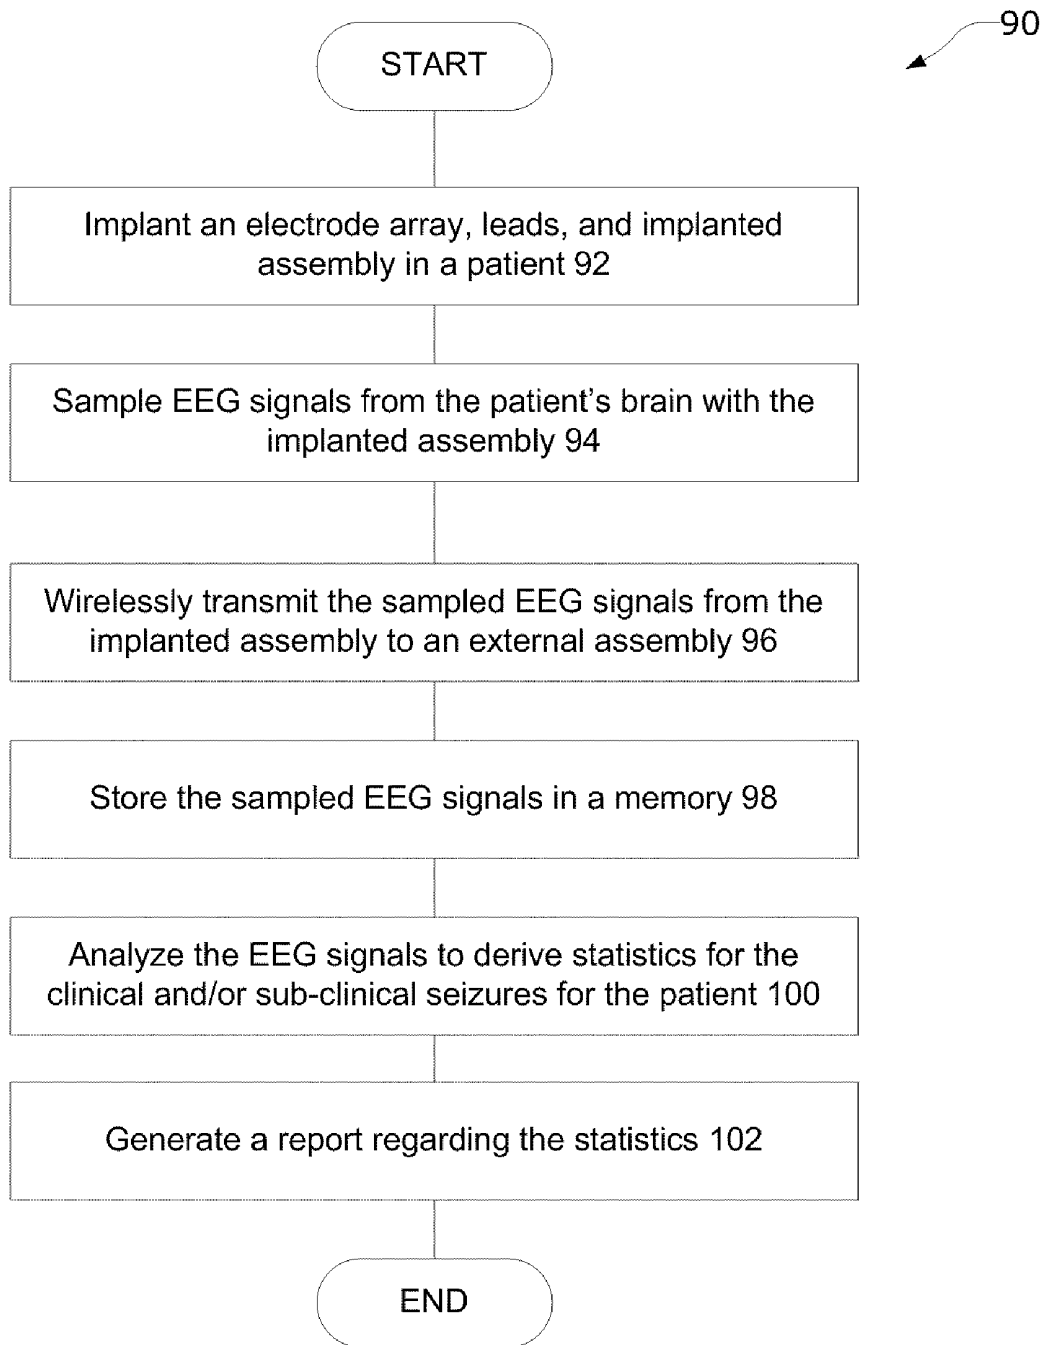 90
START
Implant an electrode array, leads, and implanted
assembly in a patient 92
Sample EEG signals from the patient’s brain with the
implanted assembly 94
Wirelessly transmit the sampled EEG signals from the
implanted assembly to an external assembly 96
Store the sampled EEG signals in a memory 98
Analyze the EEG signals to derive statistics for the
clinical and/or sub-clinical seizures for the patient 100
Generate a report regarding the statistics 102
END